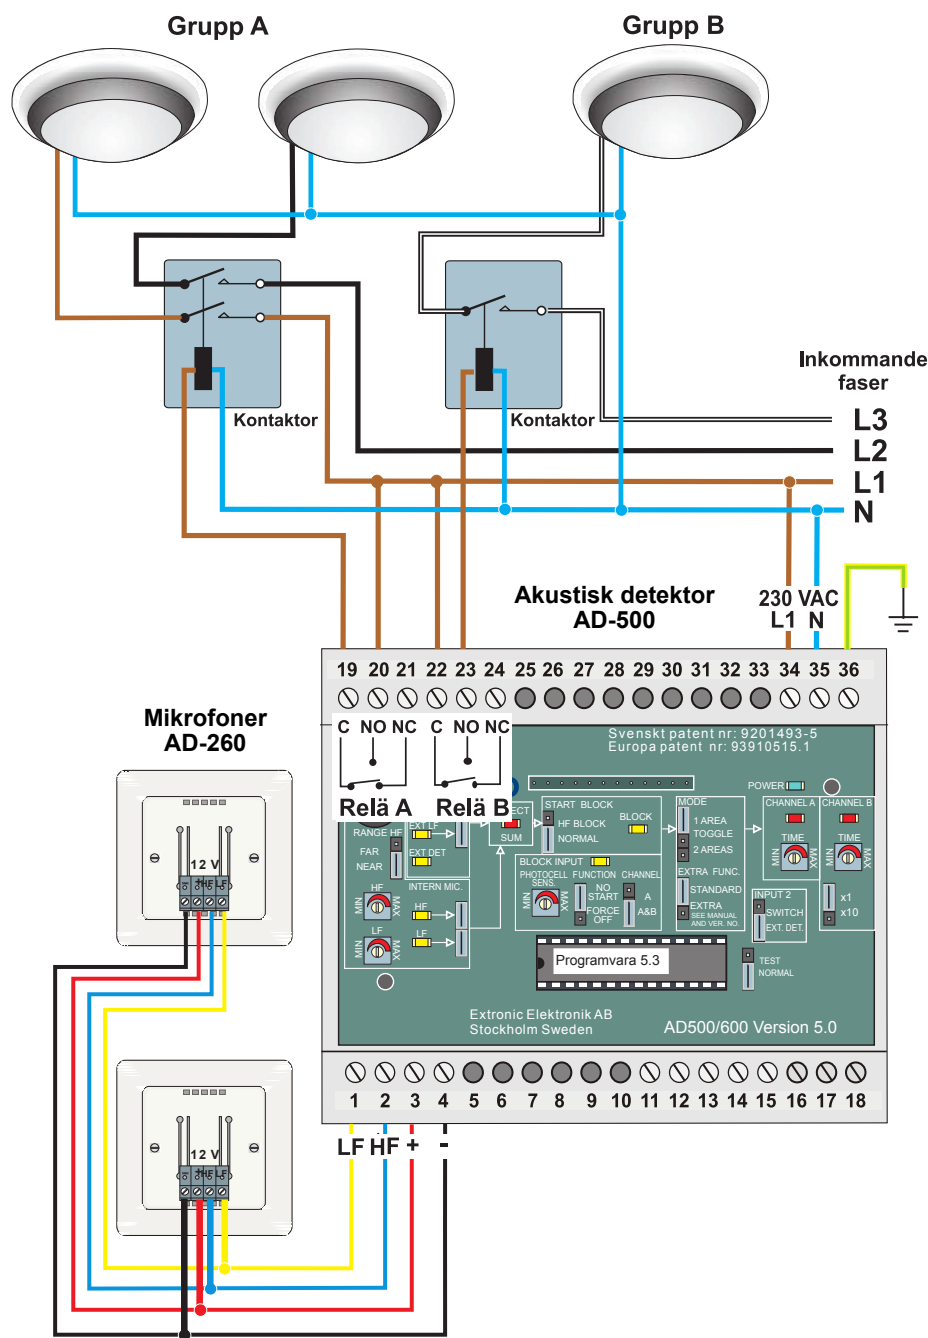 Grupp A
Grupp B
Kontaktor
Kontaktor
Inkommande
faser
L3
L2
L1
N
230 VAC
L1 N
Akustisk detektor
AD-500
19 20 21 22 23 24 25 26 27 28 29 30 31 32 33 34 35 36
C NO NC C NO NC
Relä A Relä B
Svenskt patent nr: 9201493-5
Europa patent nr: 93910515.1
Mikrofoner
AD-260
12 V
– + HF LF
12 V
– + HF LF
POWER
EXT LF
RANGE HF
FAR
NEAR
EXT DET
INTERN MIC.
HF
MIN MAX
HF
LF
MIN MAX
LF
SUM
START BLOCK
HF BLOCK
NORMAL
BLOCK
BLOCK INPUT
PHOTOCELL
SENS.
MIN MAX
FUNCTION
NO
START
FORCE
OFF
CHANNEL
A
A&B
MODE
1 AREA
TOGGLE
2 AREAS
EXTRA FUNC.
STANDARD
EXTRA
SEE MANUAL
AND VER. NO.
CHANNEL A
TIME
MIN MAX
CHANNEL B
TIME
MIN MAX
x1
x10
INPUT 2
SWITCH
EXT. DET.
TEST
NORMAL
Programvara 5.3
Extronic Elektronik AB
Stockholm Sweden
AD500/600 Version 5.0
1 2 3 4 5 6 7 8 9 10 11 12 13 14 15 16 17 18
LF HF + -